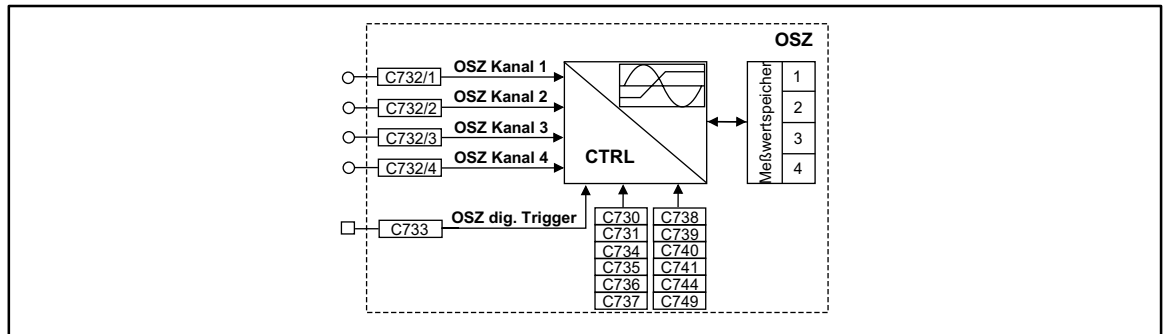 OSZ
C732/1 OSZ Kanal 1
C732/2 OSZ Kanal 2
C732/3 OSZ Kanal 3
C732/4 OSZ Kanal 4
CTRL
Meßwertspeicher
1
2
3
4
C733 OSZ dig. Trigger
C730 C738
C731 C739
C734 C740
C735 C741
C736 C744
C737 C749